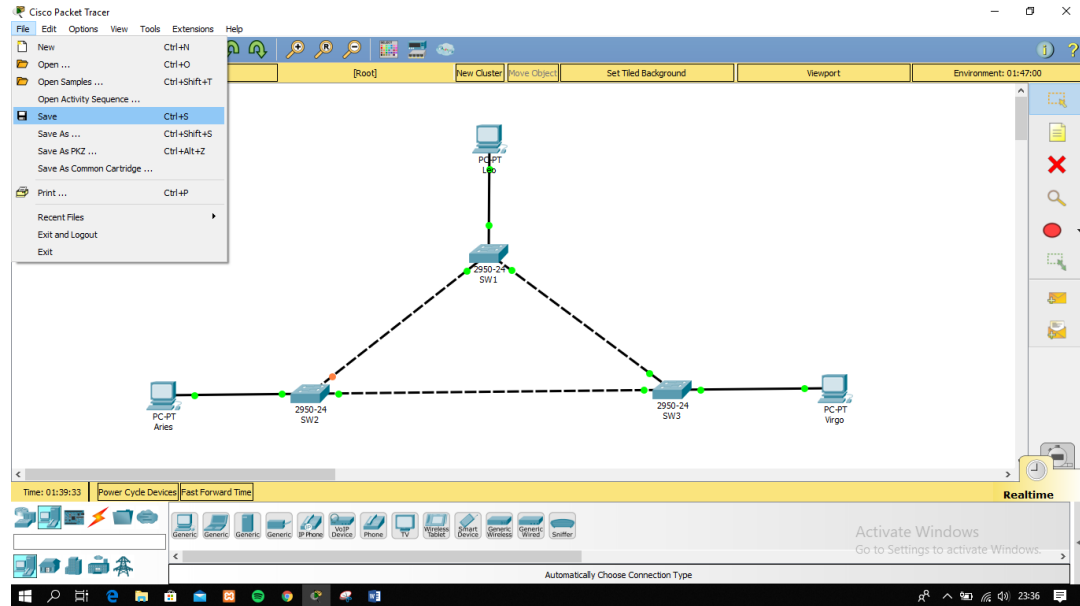 Cisco Packet Tracer
File Edit Options View Tools Extensions Help
New Ctrl+N
Open ... Ctrl+O
Open Samples ... Ctrl+Shift+T
Open Activity Sequence ...
Save Ctrl+S
Save As ... Ctrl+Shift+S
Save As PKZ ... Ctrl+Alt+Z
Save As Common Cartridge ...
Print ... Ctrl+P
Recent Files
Exit and Logout
Exit
[Root] New Cluster Move Object Set Tiled Background Viewport Environment: 01:47:00
PC-PT
Leo
2950-24
SW1
PC-PT
Aries
2950-24
SW2
2950-24
SW3
PC-PT
Virgo
Time: 01:39:33 Power Cycle Devices Fast Forward Time Realtime
Generic Generic Generic Generic IP Phone VoIP Device Phone TV Wireless Tablet Smart Device Generic Wireless Generic Wired Sniffer
Activate Windows
Go to Settings to activate Windows.
Automatically Choose Connection Type
23:36